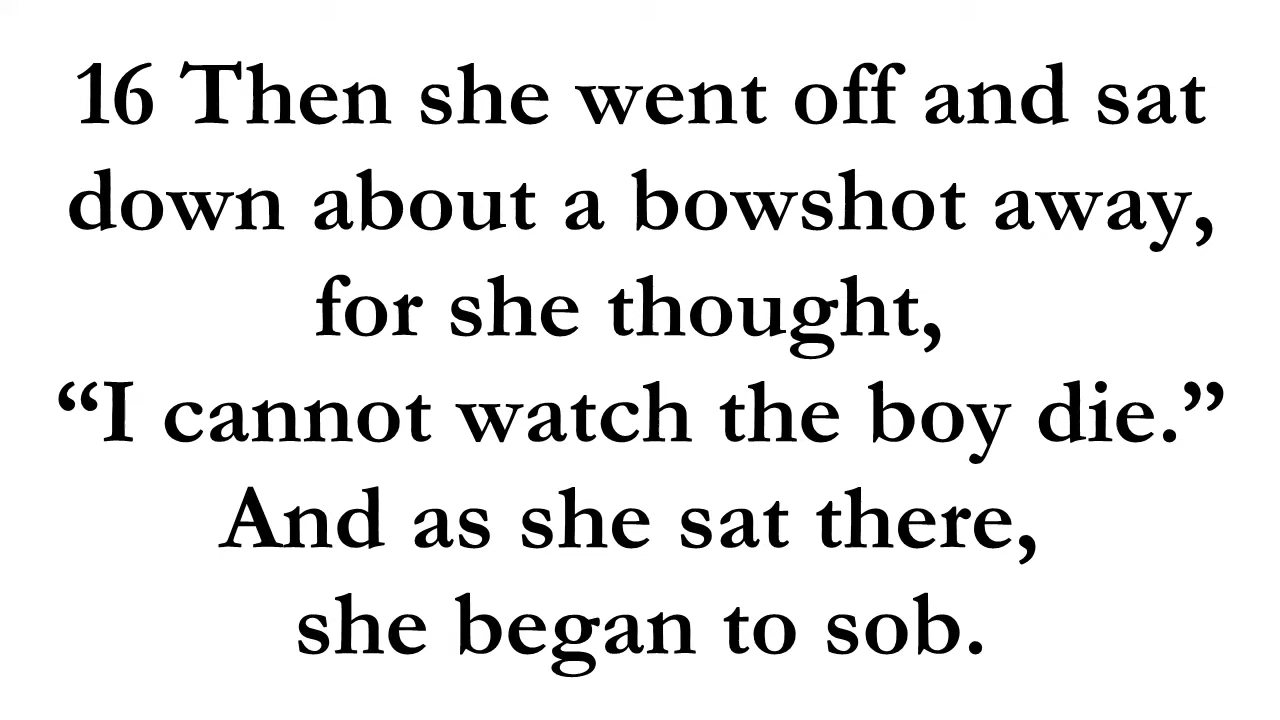 16 Then she went off and sat
down about a bowshot away,
for she thought,
“I cannot watch the boy die.”
And as she sat there,
she began to sob.